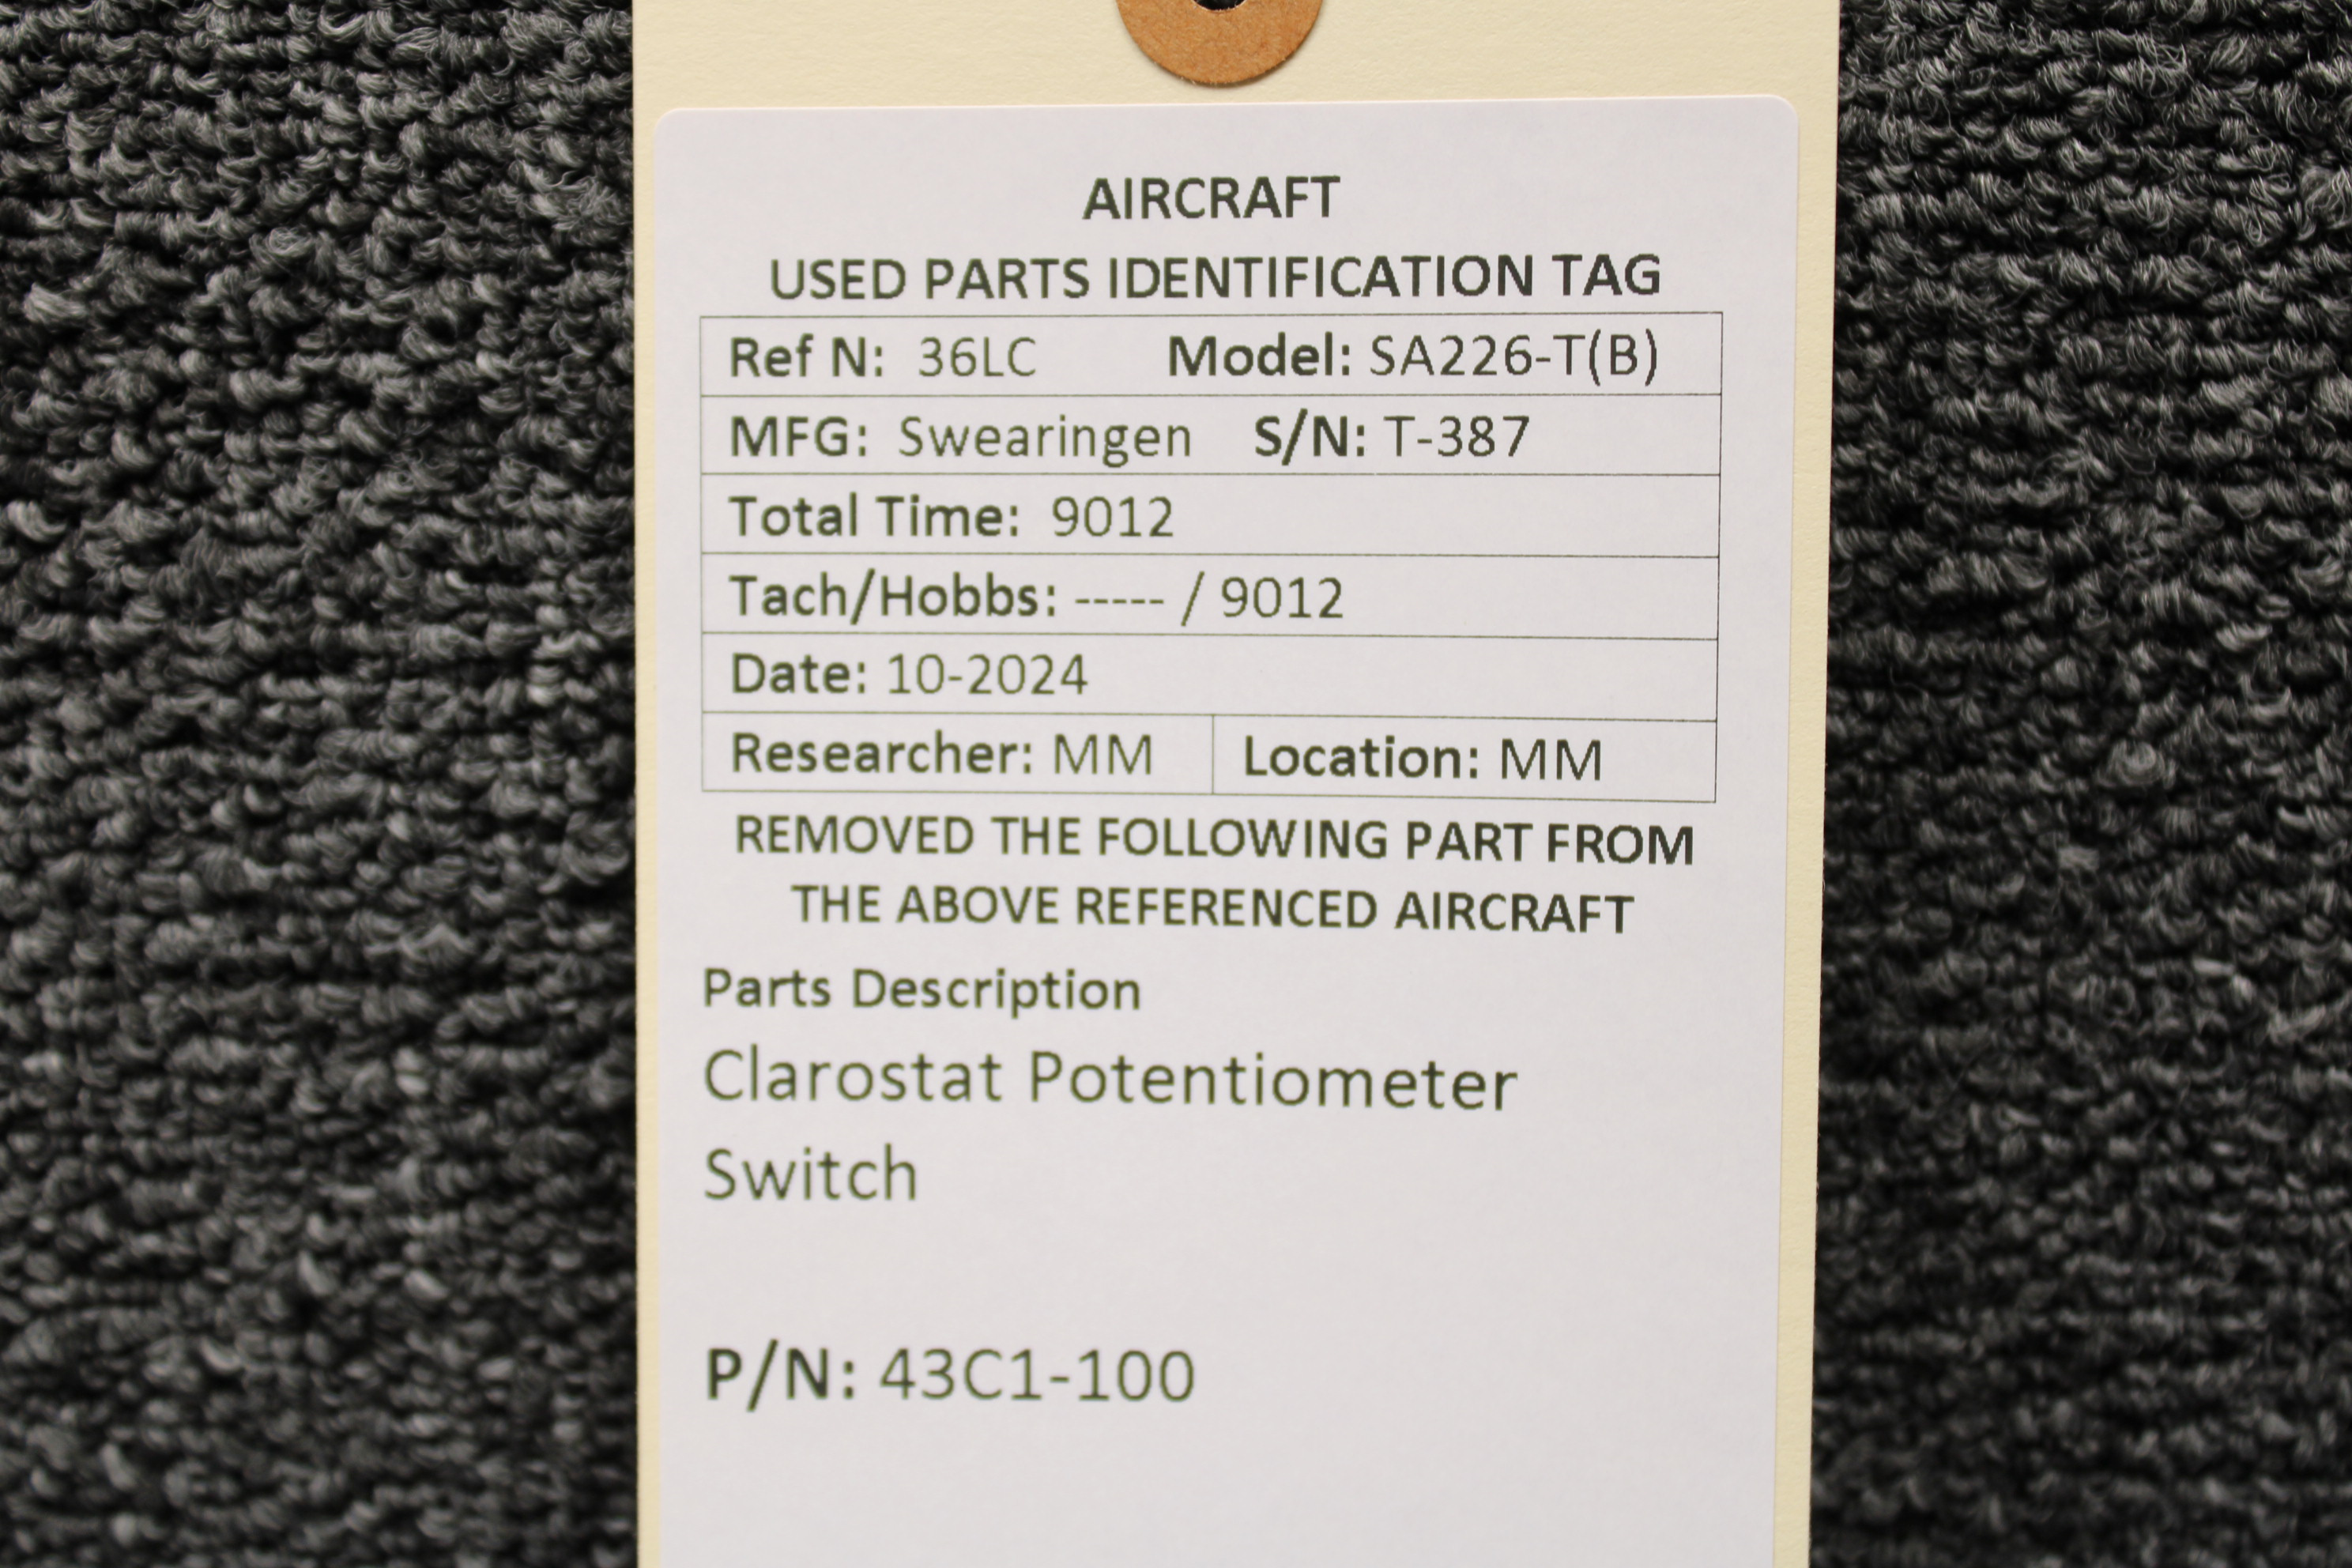 AIRCRAFT
USED PARTS IDENTIFICATION TAG
Ref N: 36LC Model: SA226-T(B)
MFG: Swearingen S/N: T-387
Total Time: 9012
Tach/Hobbs: ----- / 9012
Date: 10-2024
Researcher: MM Location: MM
REMOVED THE FOLLOWING PART FROM
THE ABOVE REFERENCED AIRCRAFT
Parts Description
Clarostat Potentiometer
Switch
P/N: 43C1-100